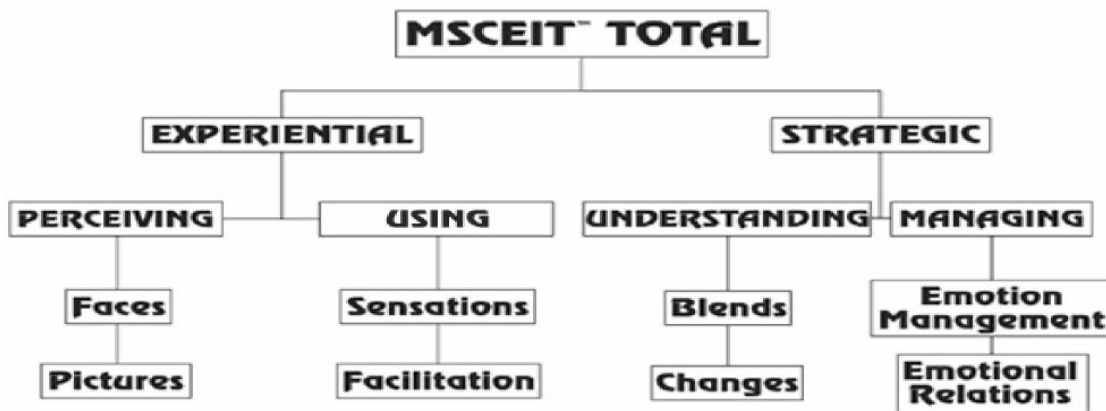 MSCEIT™ TOTAL
EXPERIENTIAL
STRATEGIC
PERCEIVING
USING
UNDERSTANDING
MANAGING
Faces
Sensations
Blends
Emotion
Management
Pictures
Facilitation
Changes
Emotional
Relations